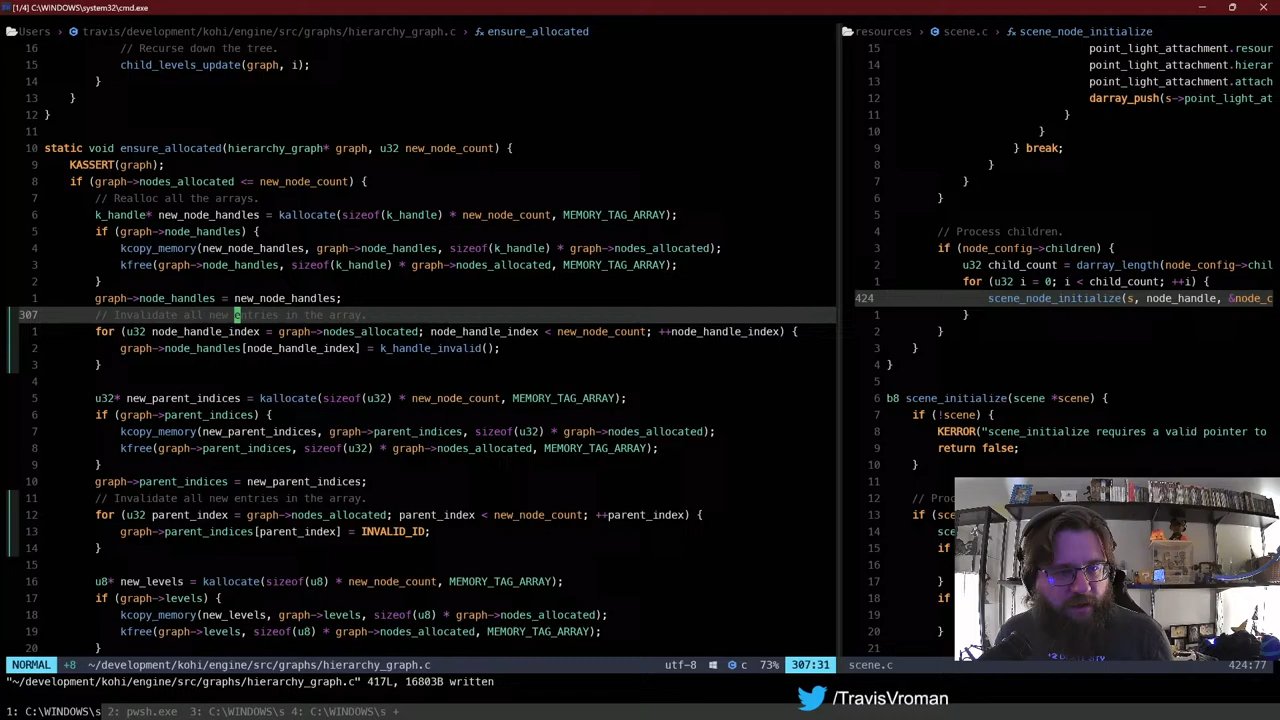 [1/4] C:\WINDOWS\system32\cmd.exe
Users > travis/development/kohi/engine/src/graphs/hierarchy_graph.c > ensure_allocated
16 // Recurse down the tree.
15 child_levels_update(graph, i);
14 }
13 }
12 }
11
10 static void ensure_allocated(hierarchy_graph* graph, u32 new_node_count) {
9 KASSERT(graph);
8 if (graph->nodes_allocated <= new_node_count) {
7 // Realloc all the arrays.
6 k_handle* new_node_handles = kallocate(sizeof(k_handle) * new_node_count, MEMORY_TAG_ARRAY);
5 if (graph->node_handles) {
4 kcopy_memory(new_node_handles, graph->node_handles, sizeof(k_handle) * graph->nodes_allocated);
3 kfree(graph->node_handles, sizeof(k_handle) * graph->nodes_allocated, MEMORY_TAG_ARRAY);
2 }
1 graph->node_handles = new_node_handles;
307 // Invalidate all new entries in the array.
1 for (u32 node_handle_index = graph->nodes_allocated; node_handle_index < new_node_count; ++node_handle_index) {
2 graph->node_handles[node_handle_index] = k_handle_invalid();
3 }
4
5 u32* new_parent_indices = kallocate(sizeof(u32) * new_node_count, MEMORY_TAG_ARRAY);
6 if (graph->parent_indices) {
7 kcopy_memory(new_parent_indices, graph->parent_indices, sizeof(u32) * graph->nodes_allocated);
8 kfree(graph->parent_indices, sizeof(u32) * graph->nodes_allocated, MEMORY_TAG_ARRAY);
9 }
10 graph->parent_indices = new_parent_indices;
11 // Invalidate all new entries in the array.
12 for (u32 parent_index = graph->nodes_allocated; parent_index < new_node_count; ++parent_index) {
13 graph->parent_indices[parent_index] = INVALID_ID;
14 }
15
16 u8* new_levels = kallocate(sizeof(u8) * new_node_count, MEMORY_TAG_ARRAY);
17 if (graph->levels) {
18 kcopy_memory(new_levels, graph->levels, sizeof(u8) * graph->nodes_allocated);
19 kfree(graph->levels, sizeof(u8) * graph->nodes_allocated, MEMORY_TAG_ARRAY);
20 }
NORMAL +8 ~/development/kohi/engine/src/graphs/hierarchy_graph.c utf-8 c 73% 307:31
"~/development/kohi/engine/src/graphs/hierarchy_graph.c" 417L, 16803B written
1: C:\WINDOWS\s 2: pwsh.exe 3: C:\WINDOWS\s 4: C:\WINDOWS\s +
resources > scene.c > scene_node_initialize
15 point_light_attachment.resour
14 point_light_attachment.hierar
13 point_light_attachment.attach
12 darray_push(s->point_light_at
11 }
10 }
9 } break;
8 }
7 }
6 }
5
4 // Process children.
3 if (node_config->children) {
2 u32 child_count = darray_length(node_config->chil
1 for (u32 i = 0; i < child_count; ++i) {
424 scene_node_initialize(s, node_handle, &node_c
1 }
2 }
3 }
4 }
5
6 b8 scene_initialize(scene *scene) {
7 if (!scene) {
8 KERROR("scene_initialize requires a valid pointer to
9 return false;
10 }
11
12 // Pro
13 if (sc
14 sc
15 if
16
17 }
18 if
19
20
21 }
scene.c 424:77
/TravisVroman